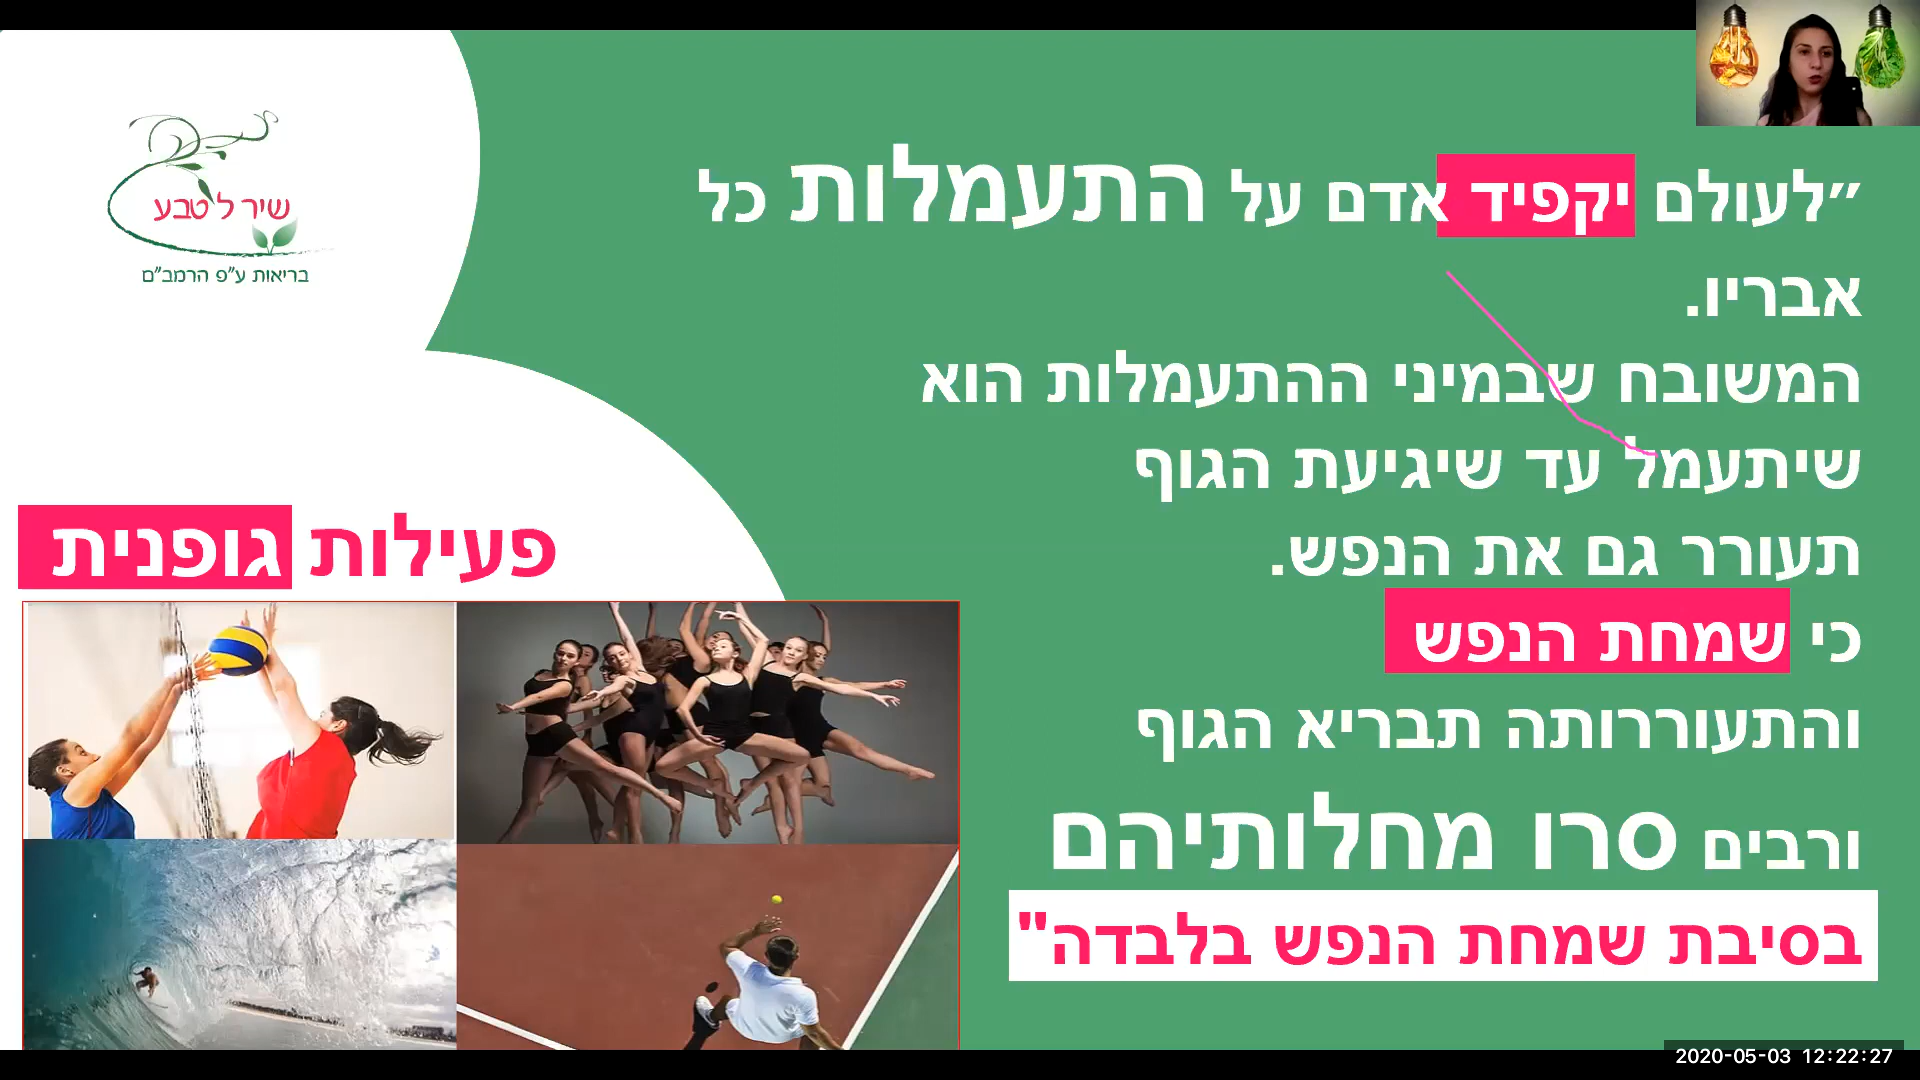 שיר לטבע
בריאות ע"פ הרמב"ם
״לעולם יקפיד אדם על התעמלות כל
אבריו.
המשובח שבמיני ההתעמלות הוא
שיתעמל עד שיגיעת הגוף
תעורר גם את הנפש.
כי שמחת הנפש
והתעוררותה תבריא הגוף
ורבים סרו מחלותיהם
בסיבת שמחת הנפש בלבדה"
פעילות גופנית
2020-05-03 12:22:27